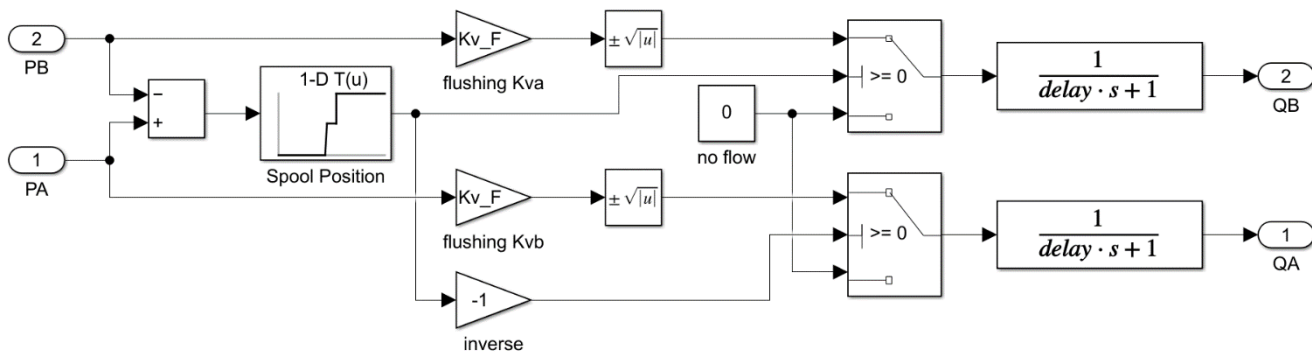 2
PB
Kv_F
flushing Kva
± √|u|
>= 0
1
delay · s + 1
2
QB
−
+
1-D T(u)
Spool Position
0
no flow
1
PA
Kv_F
flushing Kvb
± √|u|
>= 0
1
delay · s + 1
1
QA
-1
inverse